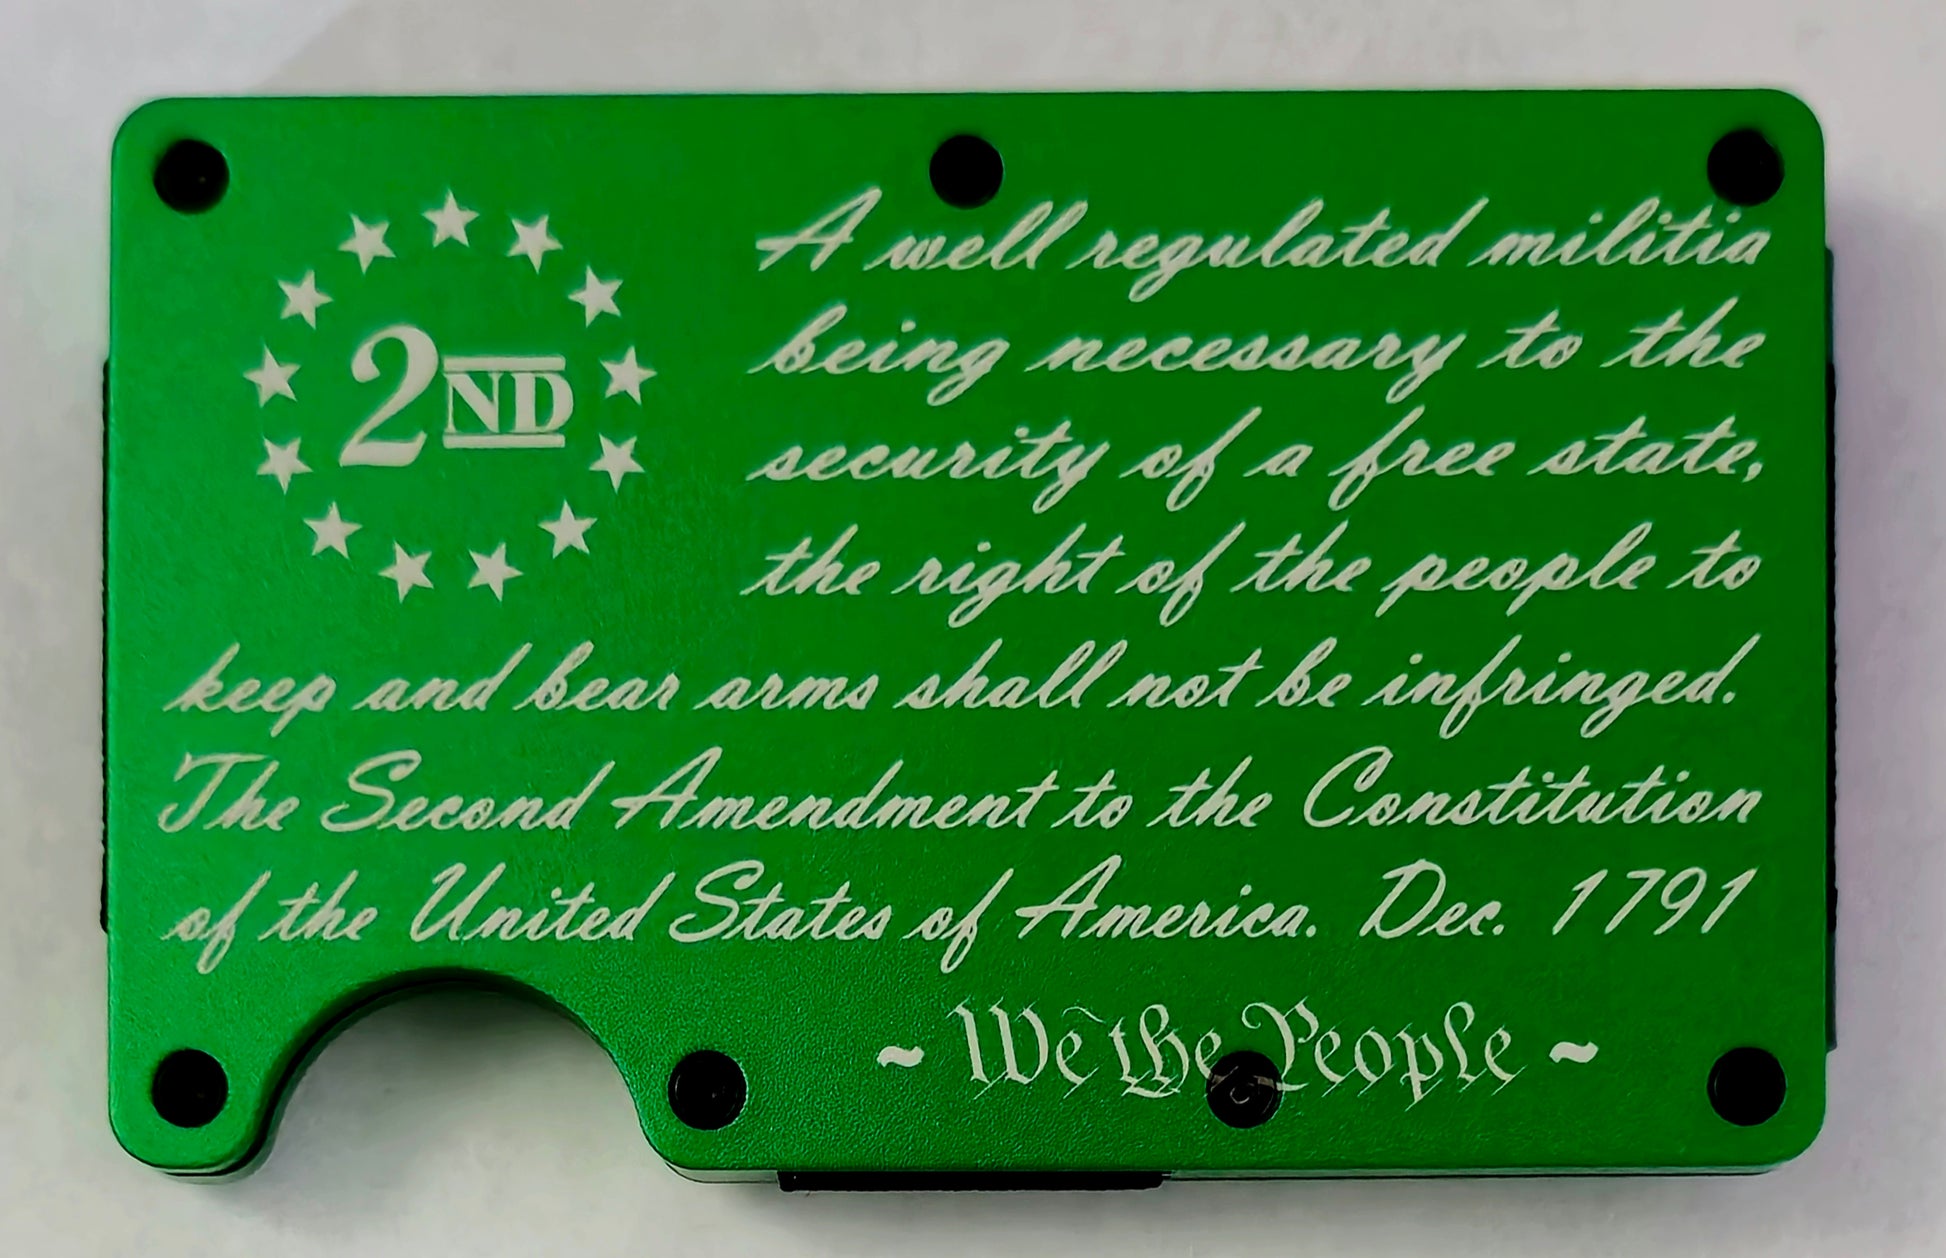 2ND
A well regulated militia
being necessary to the
security of a free state,
the right of the people to
keep and bear arms shall not be infringed.
The Second Amendment to the Constitution
of the United States of America. Dec. 1791
~ We the People ~